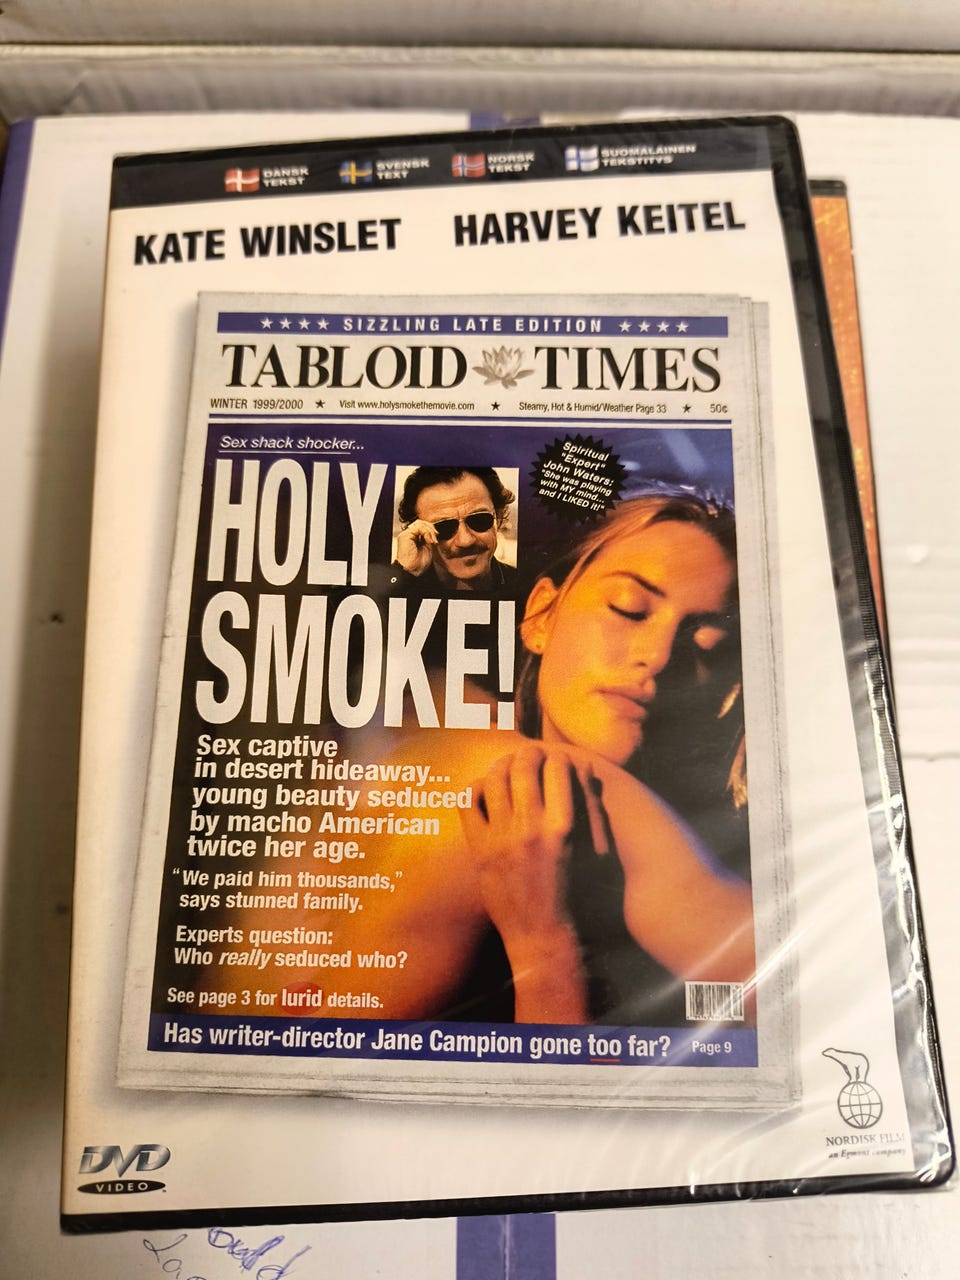 DANSK
TEKST
SVENSK
TEXT
NORSK
TEKST
SUOMALAINEN
TEKSTITYS
KATE WINSLET HARVEY KEITEL
★★★★ SIZZLING LATE EDITION ★★★★
TABLOID TIMES
WINTER 1999/2000 ★ Visit www.holysmokethemovie.com ★ Steamy, Hot & Humid/Weather Page 33 ★ 50¢
Sex shack shocker...
Spiritual
"Expert"
John Waters:
"She was playing
with MY mind...
and I LIKED it!"
HOLY
SMOKE!
Sex captive
in desert hideaway...
young beauty seduced
by macho American
twice her age.
"We paid him thousands,"
says stunned family.
Experts question:
Who really seduced who?
See page 3 for lurid details.
Has writer-director Jane Campion gone too far? Page 9
NORDISK FILM
an Egmont company
DVD
VIDEO